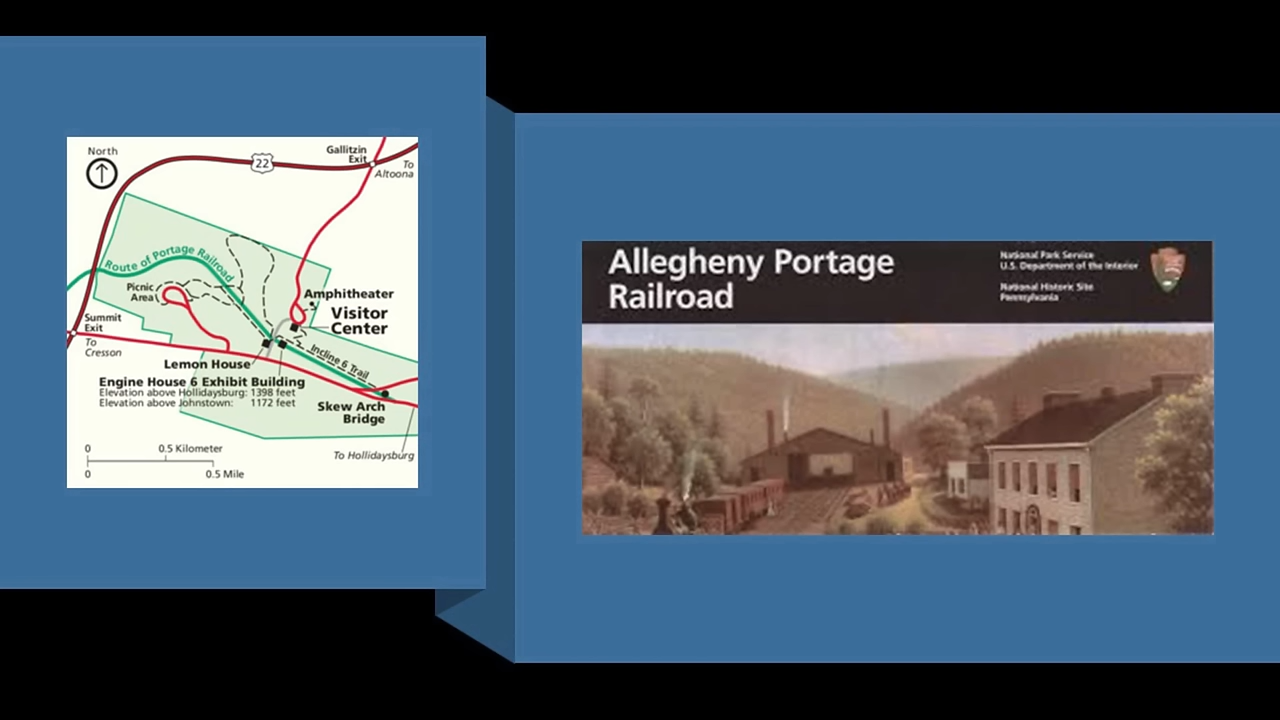 North
22
Gallitzin
Exit
To
Altoona
Route of Portage Railroad
Picnic
Area
Amphitheater
Visitor
Center
Summit
Exit
To
Cresson
Incline 6 Trail
Lemon House
Engine House 6 Exhibit Building
Elevation above Hollidaysburg: 1398 feet
Elevation above Johnstown: 1172 feet
Skew Arch
Bridge
To Hollidaysburg
0 0.5 Kilometer
0 0.5 Mile
Allegheny Portage
Railroad
National Park Service
U.S. Department of the Interior
National Historic Site
Pennsylvania